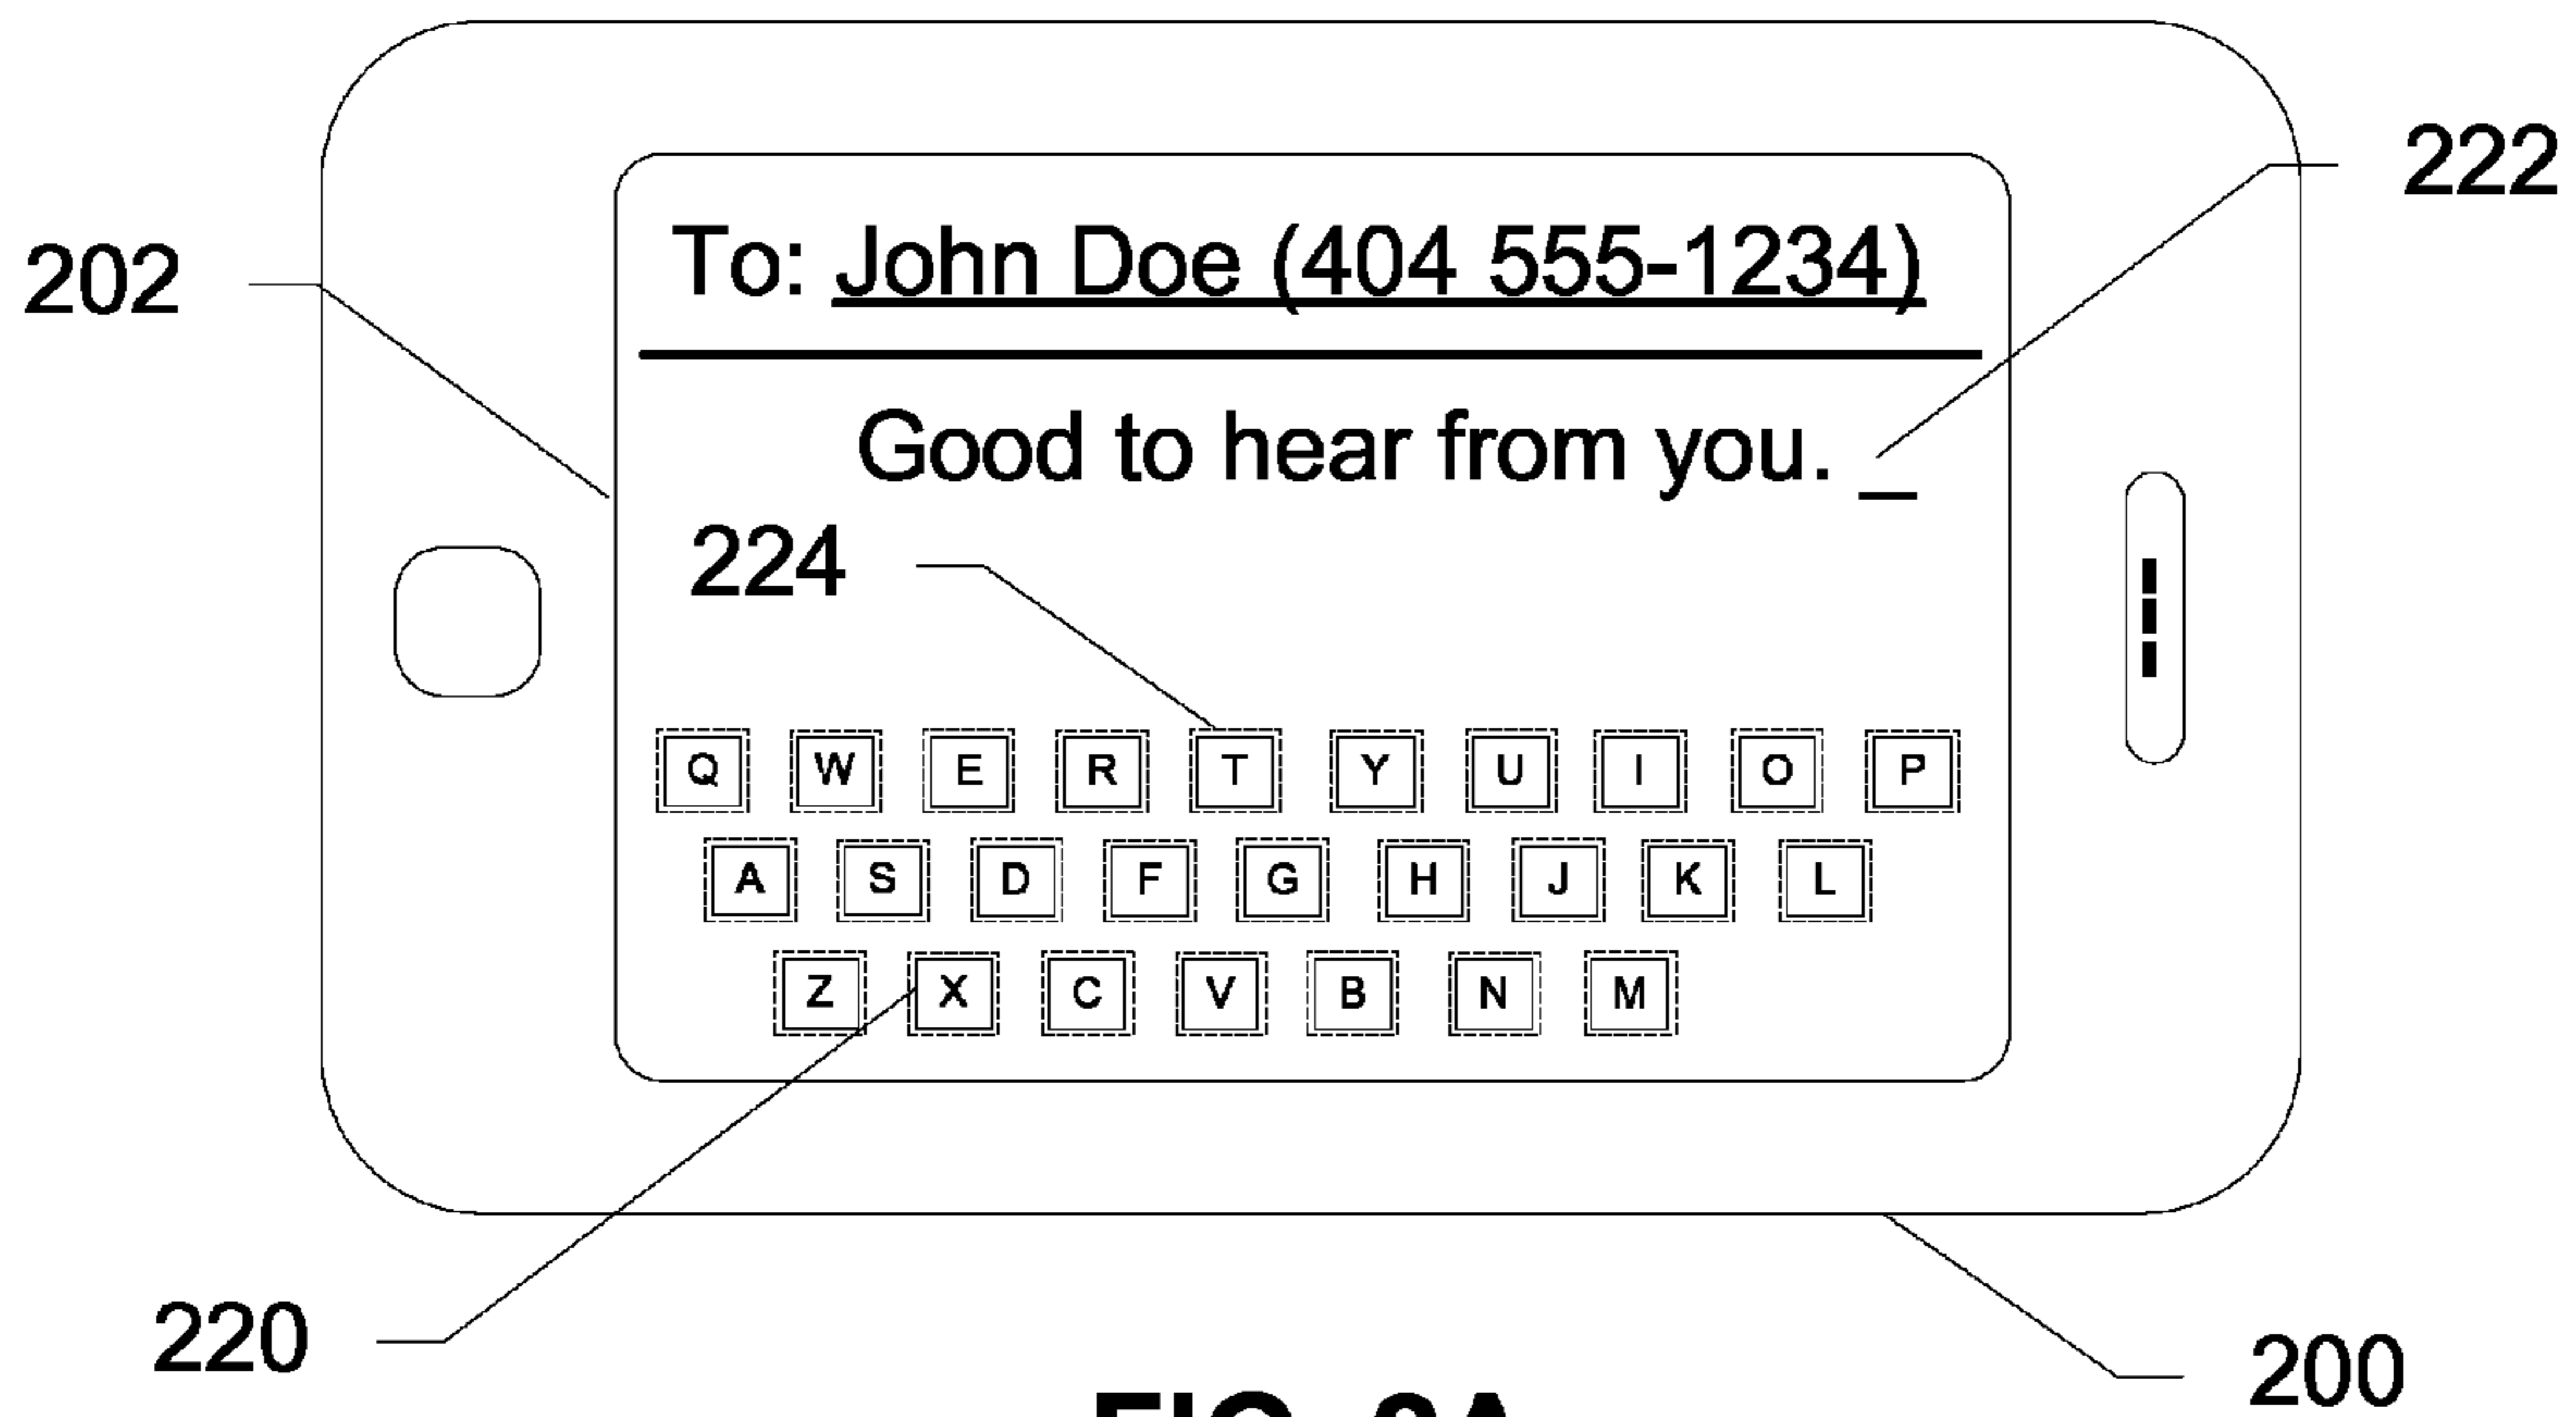 222
202
To: John Doe (404 555-1234)
Good to hear from you. _
224
Q W E R T Y U I O P
A S D F G H J K L
Z X C V B N M
220
200